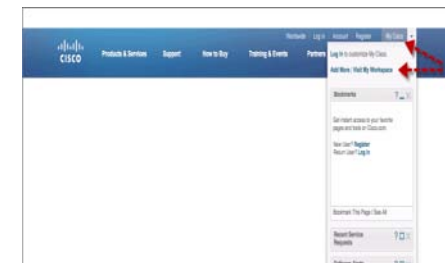 Worldwide Log In Account Register My Cisco
CISCO Products & Services Support How to Buy Training & Events Partners
Log In to customize My Cisco
Add More | Visit My Workspace
Bookmarks
Get instant access to your favorite
pages and tools on Cisco.com
New User? Register
Return User? Log In
Bookmark This Page | See All
Recent Service
Requests